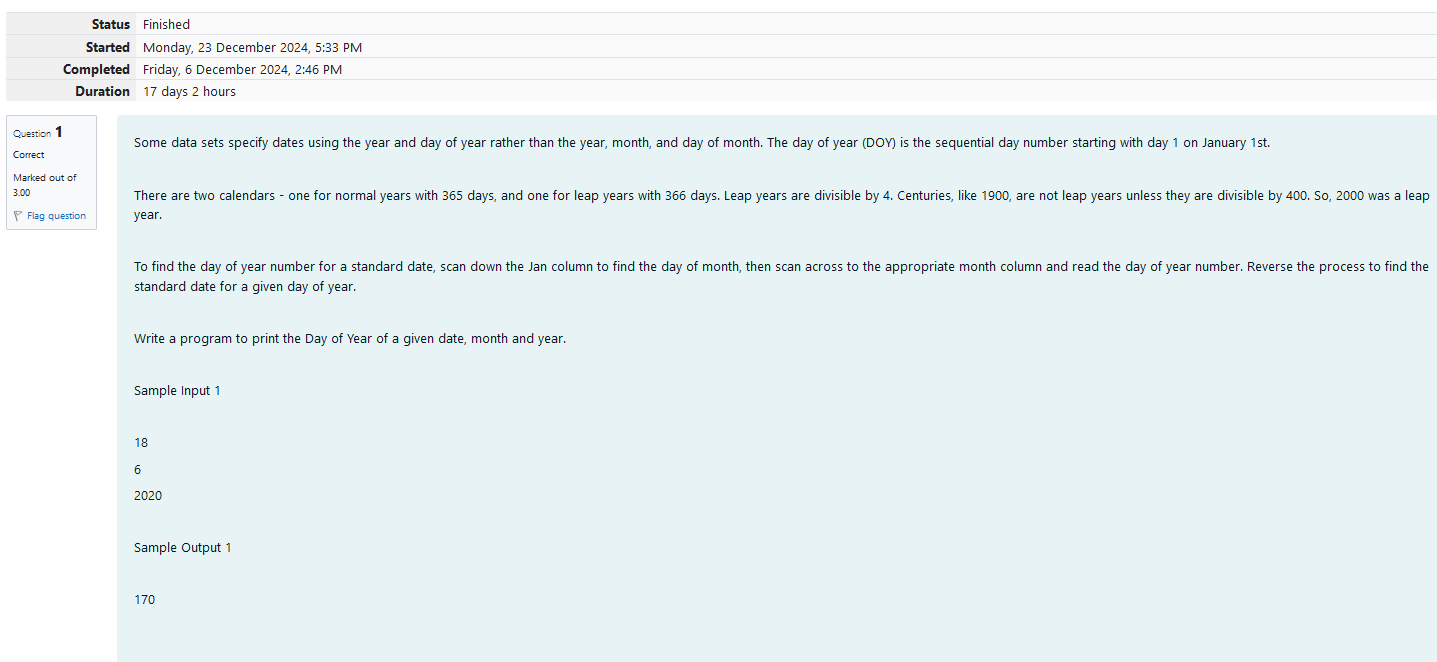 Status Finished
Started Monday, 23 December 2024, 5:33 PM
Completed Friday, 6 December 2024, 2:46 PM
Duration 17 days 2 hours
Question 1
Correct
Marked out of
3.00
Flag question
Some data sets specify dates using the year and day of year rather than the year, month, and day of month. The day of year (DOY) is the sequential day number starting with day 1 on January 1st.
There are two calendars - one for normal years with 365 days, and one for leap years with 366 days. Leap years are divisible by 4. Centuries, like 1900, are not leap years unless they are divisible by 400. So, 2000 was a leap
year.
To find the day of year number for a standard date, scan down the Jan column to find the day of month, then scan across to the appropriate month column and read the day of year number. Reverse the process to find the
standard date for a given day of year.
Write a program to print the Day of Year of a given date, month and year.
Sample Input 1
18
6
2020
Sample Output 1
170